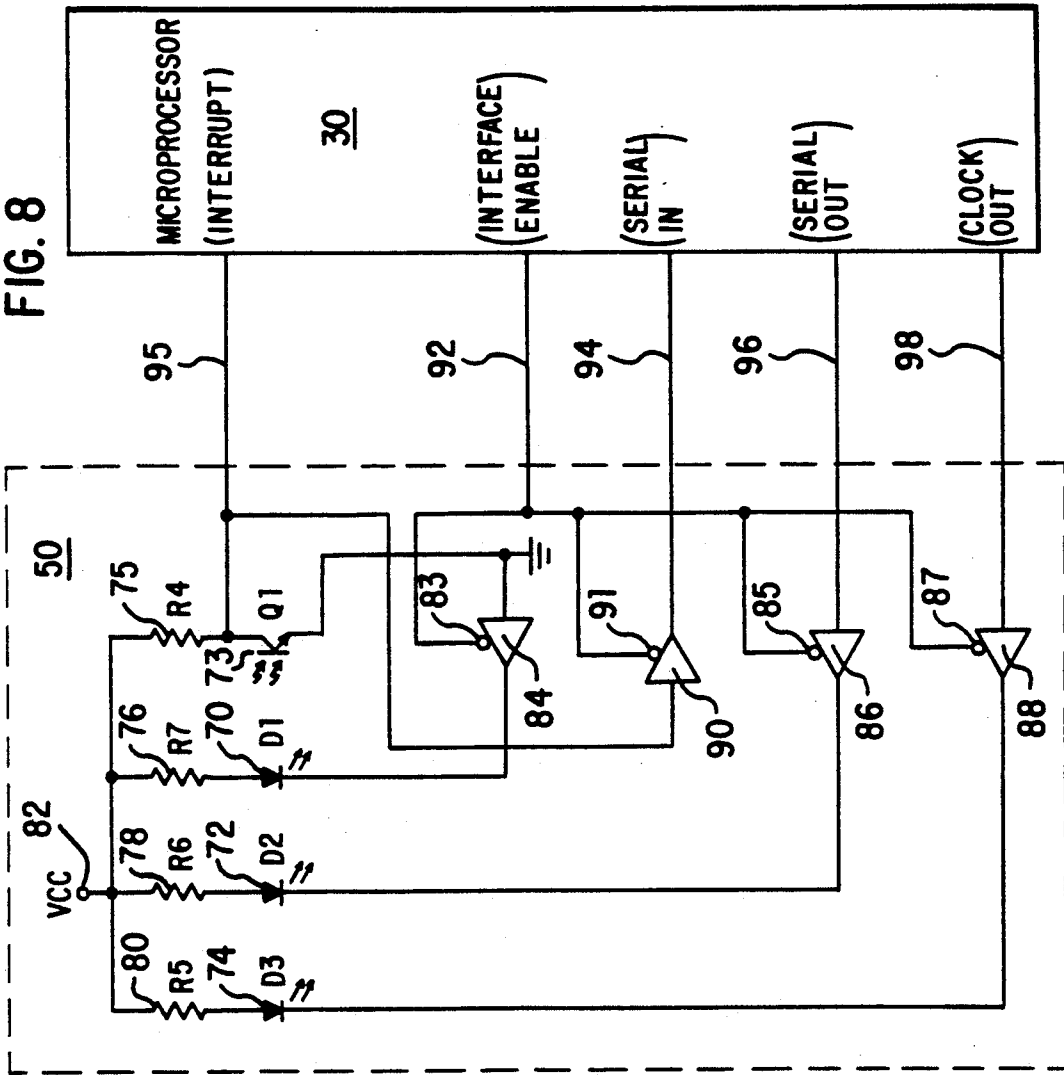 FIG. 8
MICROPROCESSOR
(INTERRUPT)
30
(INTERFACE)
(ENABLE)
(SERIAL)
(IN)
(SERIAL)
(OUT)
(CLOCK)
(OUT)
95
92
94
96
98
50
VCC
82
80
R5
78
R6
76
R7
75
R4
74
D3
72
D2
70
D1
73
Q1
83
84
91
90
85
86
87
88